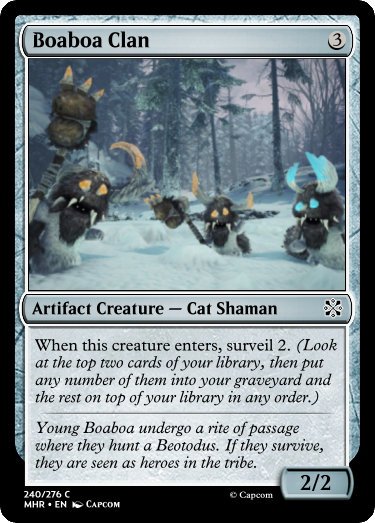 Boaboa Clan 3
Artifact Creature — Cat Shaman
When this creature enters, surveil 2. (Look
at the top two cards of your library, then put
any number of them into your graveyard and
the rest on top of your library in any order.)
Young Boaboa undergo a rite of passage
where they hunt a Beotodus. If they survive,
they are seen as heroes in the tribe.
2/2
240/276 C
MHR • EN CAPCOM
© Capcom